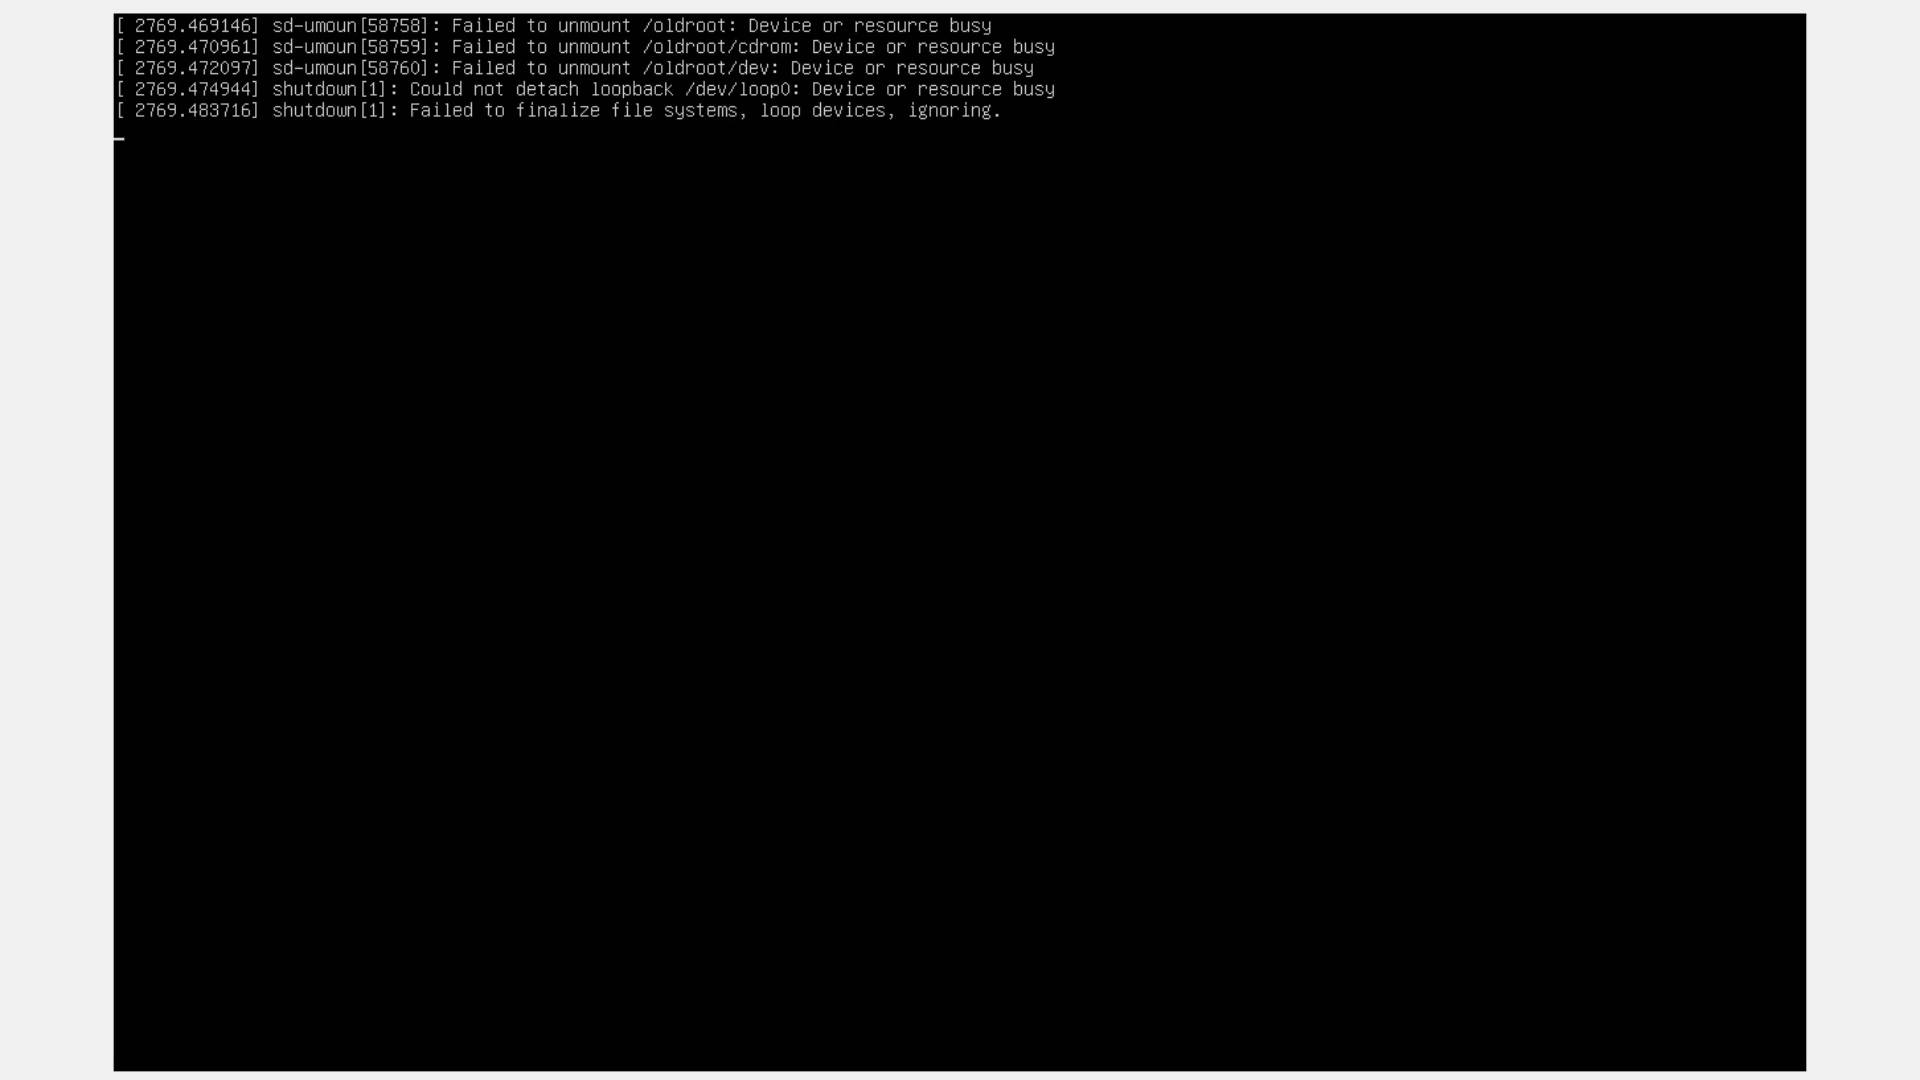 [ 2769.469146] sd-umoun[58758]: Failed to unmount /oldroot: Device or resource busy
[ 2769.470961] sd-umoun[58759]: Failed to unmount /oldroot/cdrom: Device or resource busy
[ 2769.472097] sd-umoun[58760]: Failed to unmount /oldroot/dev: Device or resource busy
[ 2769.474944] shutdown[1]: Could not detach loopback /dev/loop0: Device or resource busy
[ 2769.483716] shutdown[1]: Failed to finalize file systems, loop devices, ignoring.